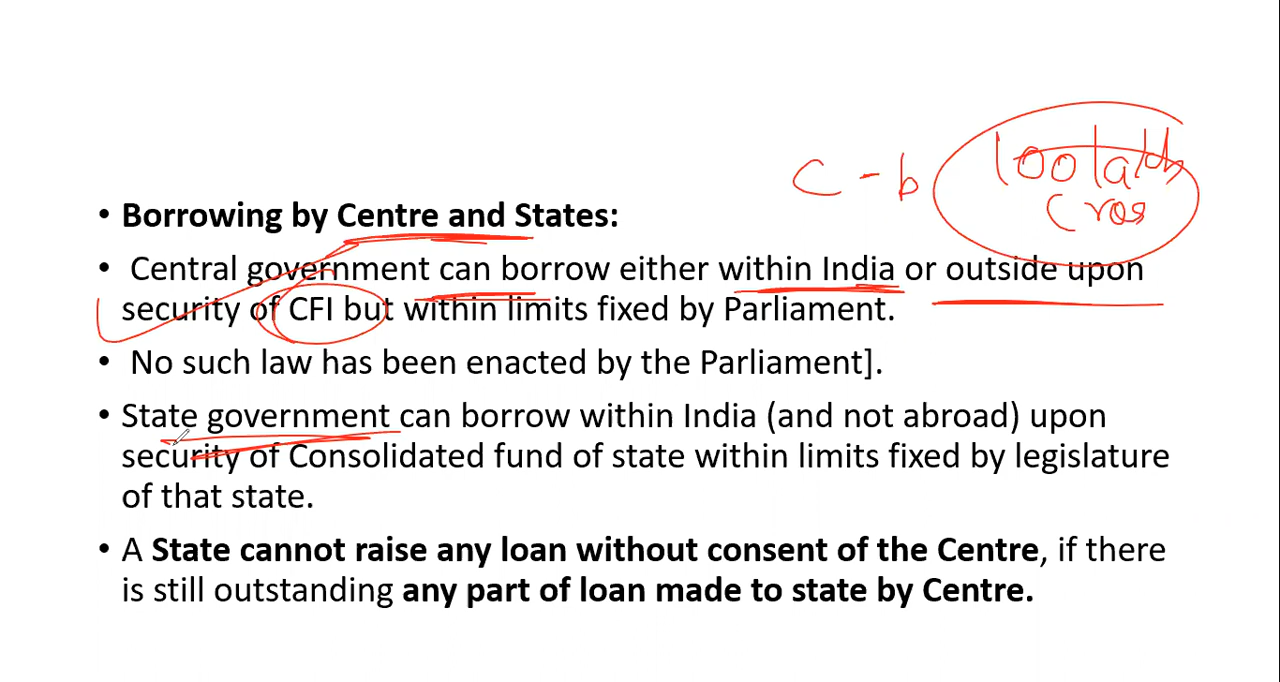 C - b 100 lakh
Cros
• Borrowing by Centre and States:
• Central government can borrow either within India or outside upon
security of CFI but within limits fixed by Parliament.
• No such law has been enacted by the Parliament].
• State government can borrow within India (and not abroad) upon
security of Consolidated fund of state within limits fixed by legislature
of that state.
• A State cannot raise any loan without consent of the Centre, if there
is still outstanding any part of loan made to state by Centre.